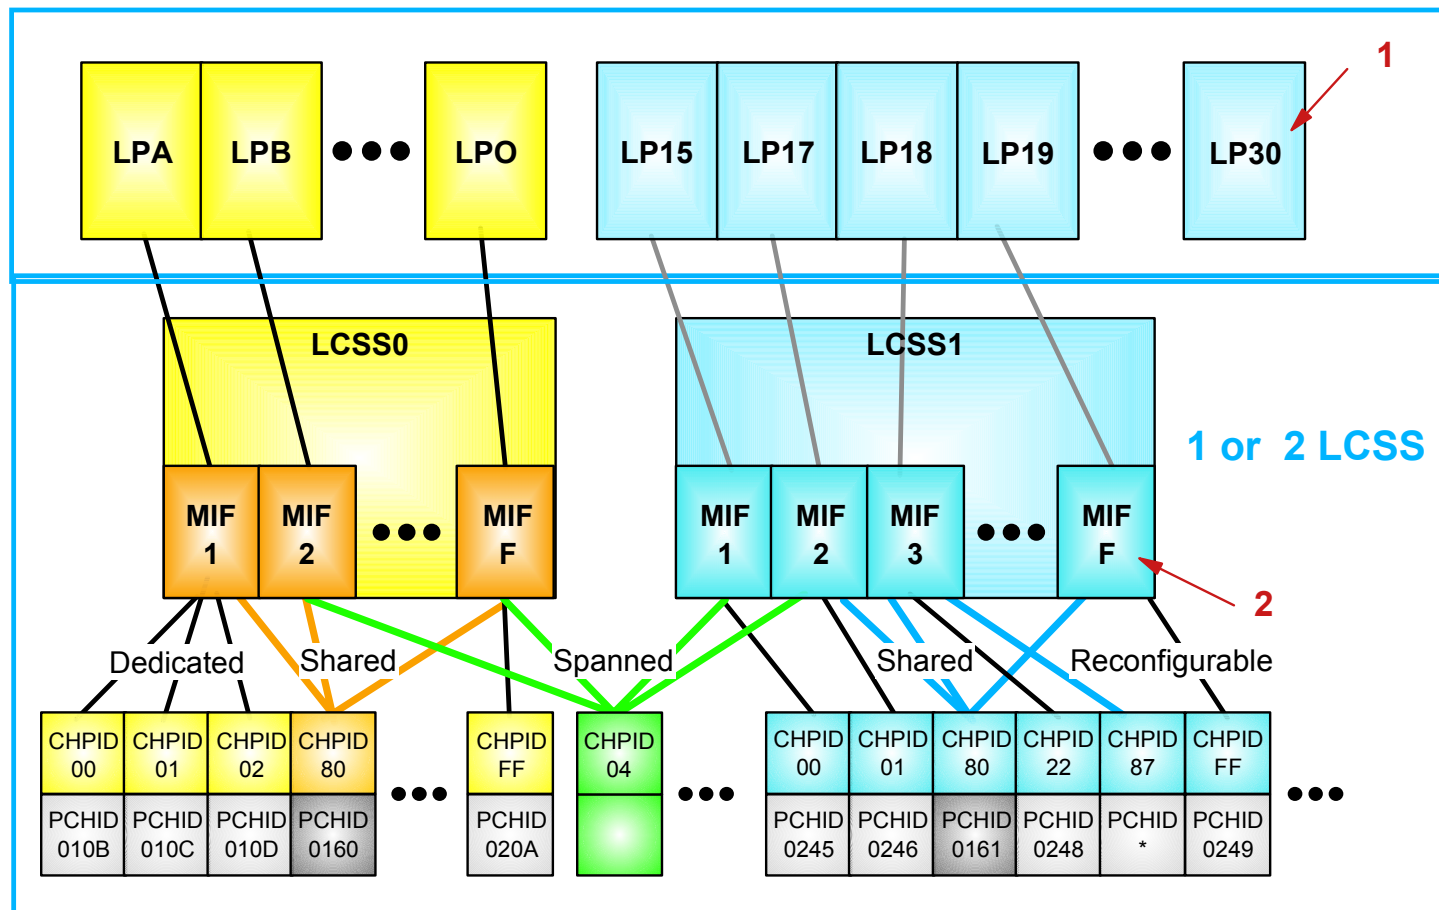 1
LPA LPB LPO LP15 LP17 LP18 LP19 LP30
LCSS0 LCSS1
1 or 2 LCSS
MIF MIF MIF MIF MIF MIF MIF
1 2 F 1 2 3 F
2
Dedicated Shared Spanned Shared Reconfigurable
CHPID CHPID CHPID CHPID CHPID CHPID CHPID CHPID CHPID CHPID CHPID CHPID
00 01 02 80 FF 04 00 01 80 22 87 FF
PCHID PCHID PCHID PCHID PCHID PCHID PCHID PCHID PCHID PCHID PCHID
010B 010C 010D 0160 020A 0245 0246 0161 0248 * 0249